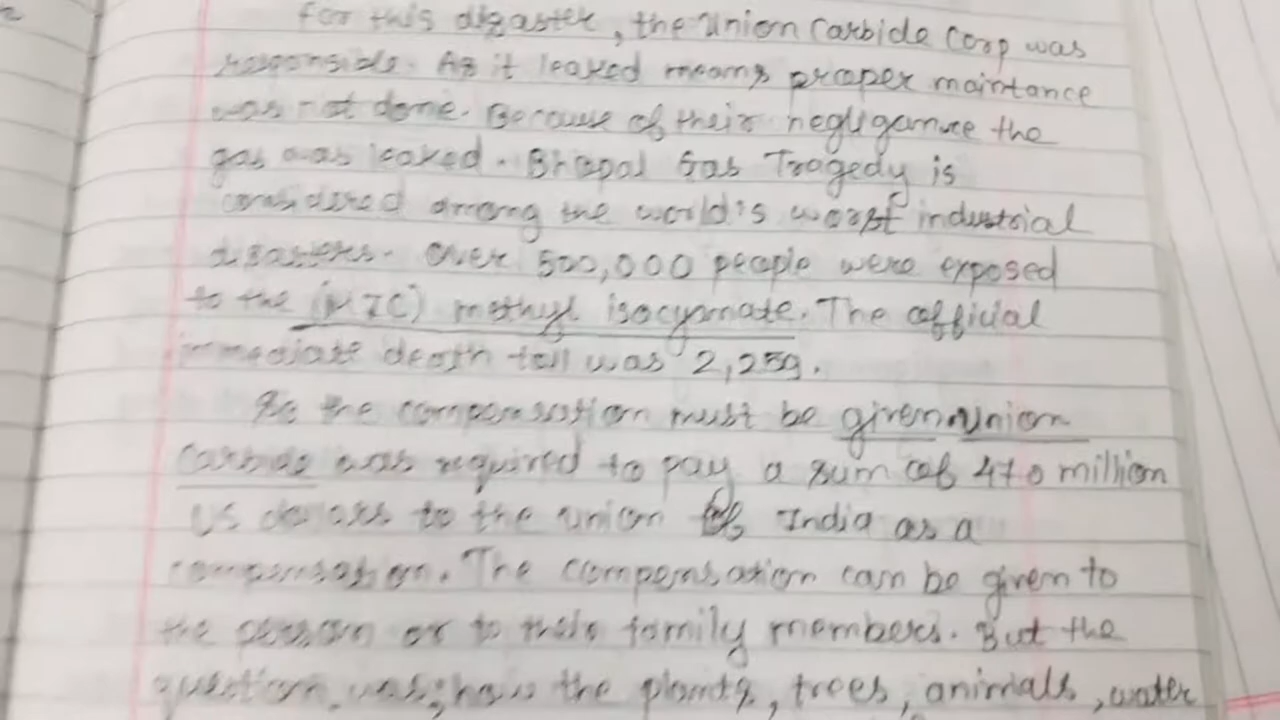 for this disaster, the Union Carbide Corp was
responsible. As it leaked means proper maintance
was not done. Because of their negligamce the
gas was leaked. Bhopal Gas Tragedy is
considered among the world's worst industrial
disasters. Over 500,000 people were exposed
to the (MIC) methyl isocyanate. The official
immediate death toll was 2,259.
So the compensation must be given Union
Carbide was required to pay a sum of 470 million
US dollars to the union of India as a
compensation. The compensation can be given to
the person or to their family members. But the
question was, how the plants, trees, animals, water